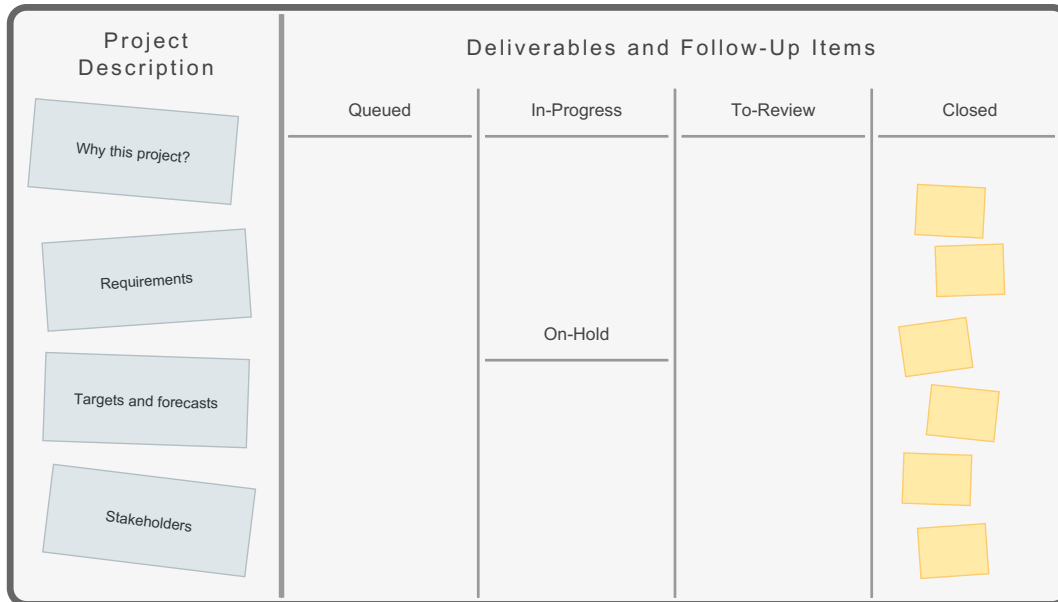 Project
Description
Deliverables and Follow-Up Items
Queued
In-Progress
To-Review
Closed
Why this project?
Requirements
On-Hold
Targets and forecasts
Stakeholders